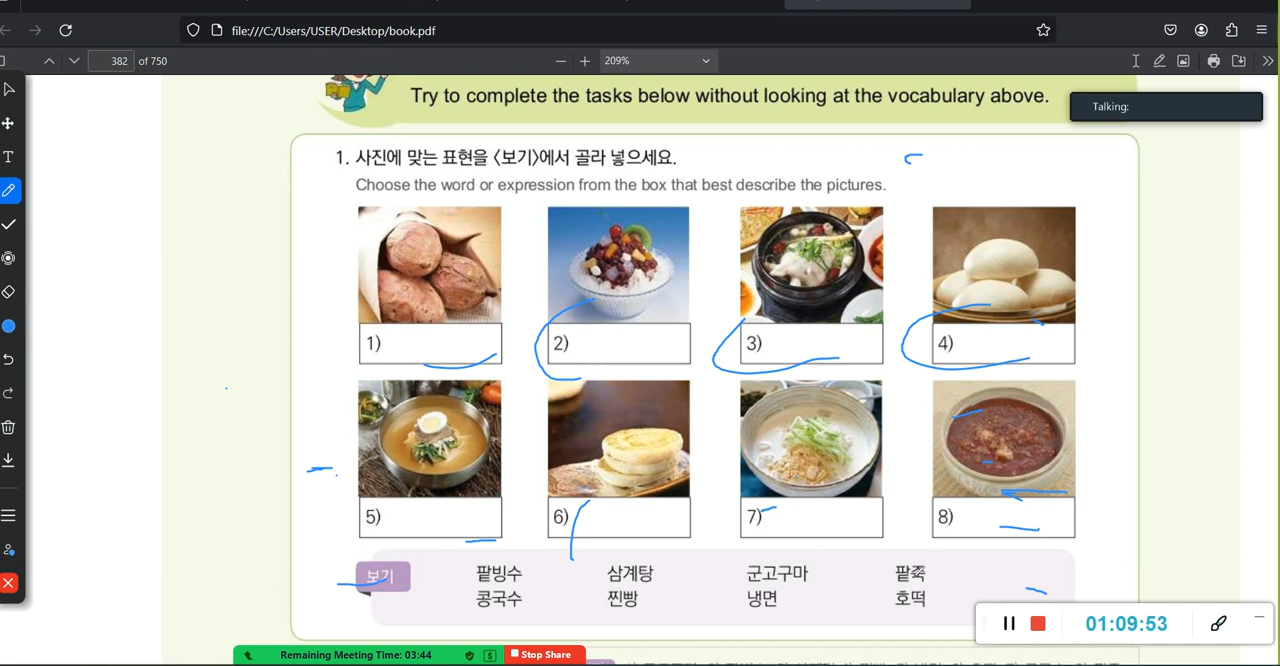 file:///C:/Users/USER/Desktop/book.pdf
382 of 750
209%
Try to complete the tasks below without looking at the vocabulary above.
Talking:
1. 사진에 맞는 표현을 〈보기〉에서 골라 넣으세요.
Choose the word or expression from the box that best describe the pictures.
1) 2) 3) 4)
5) 6) 7) 8)
보기 팥빙수 삼계탕 군고구마 팥죽
콩국수 찐빵 냉면 호떡
01:09:53
Remaining Meeting Time: 03:44 Stop Share